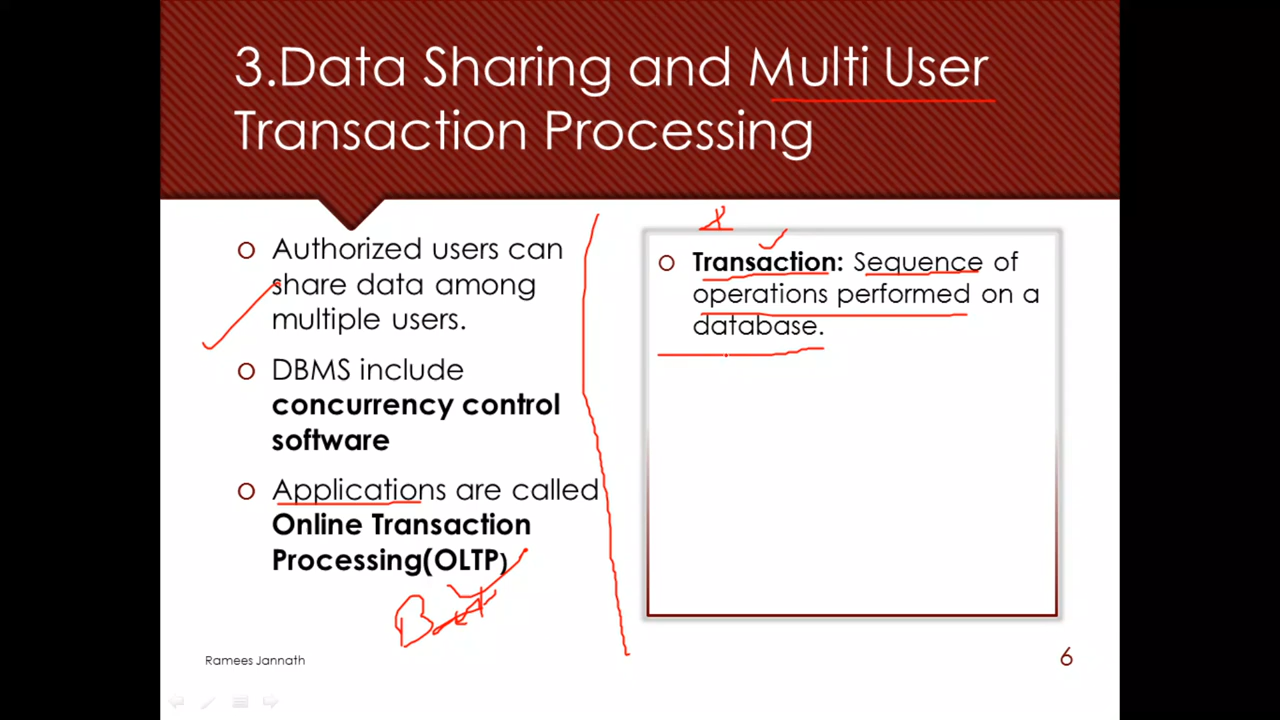 3.Data Sharing and Multi User
Transaction Processing
Authorized users can
share data among
multiple users.
DBMS include
concurrency control
software
Applications are called
Online Transaction
Processing(OLTP)
Transaction: Sequence of
operations performed on a
database.
Ramees Jannath
6